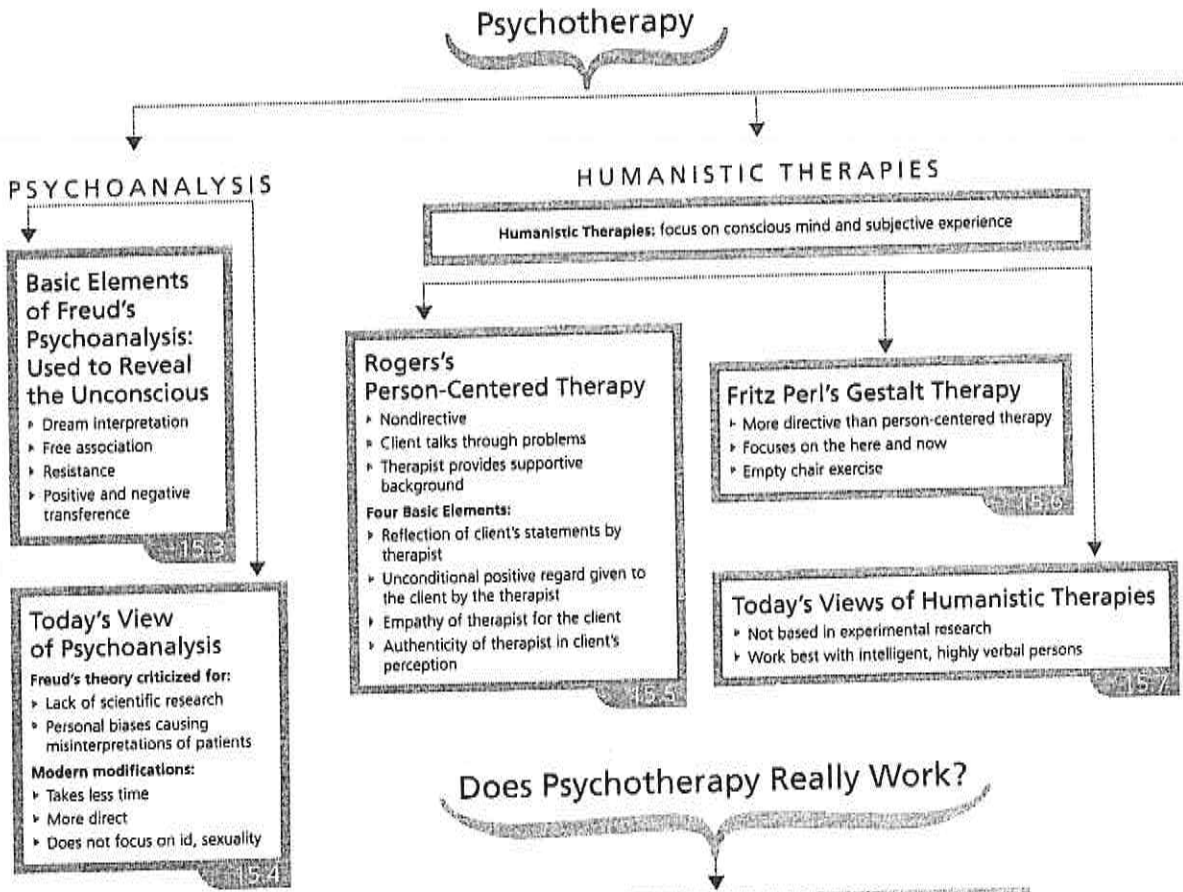 Psychotherapy
PSYCHOANALYSIS
Basic Elements
of Freud's
Psychoanalysis:
Used to Reveal
the Unconscious
Dream interpretation
Free association
Resistance
Positive and negative
transference
15.3
Today's View
of Psychoanalysis
Freud's theory criticized for:
Lack of scientific research
Personal biases causing
misinterpretations of patients
Modern modifications:
Takes less time
More direct
Does not focus on id, sexuality
15.4
HUMANISTIC THERAPIES
Humanistic Therapies: focus on conscious mind and subjective experience
Rogers's
Person-Centered Therapy
Nondirective
Client talks through problems
Therapist provides supportive
background
Four Basic Elements:
Reflection of client's statements by
therapist
Unconditional positive regard given to
the client by the therapist
Empathy of therapist for the client
Authenticity of therapist in client's
perception
15.5
Fritz Perl's Gestalt Therapy
More directive than person-centered therapy
Focuses on the here and now
Empty chair exercise
15.6
Today's Views of Humanistic Therapies
Not based in experimental research
Work best with intelligent, highly verbal persons
15.7
Does Psychotherapy Really Work?